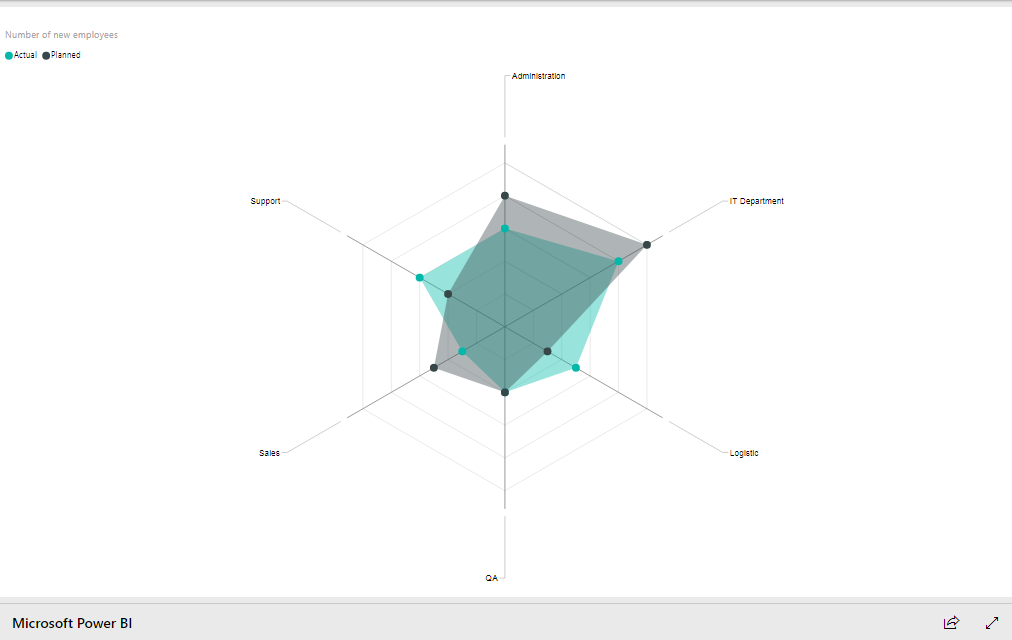 Number of new employees
Actual Planned
Administration
Support
IT Department
Sales
Logistic
QA
Microsoft Power BI